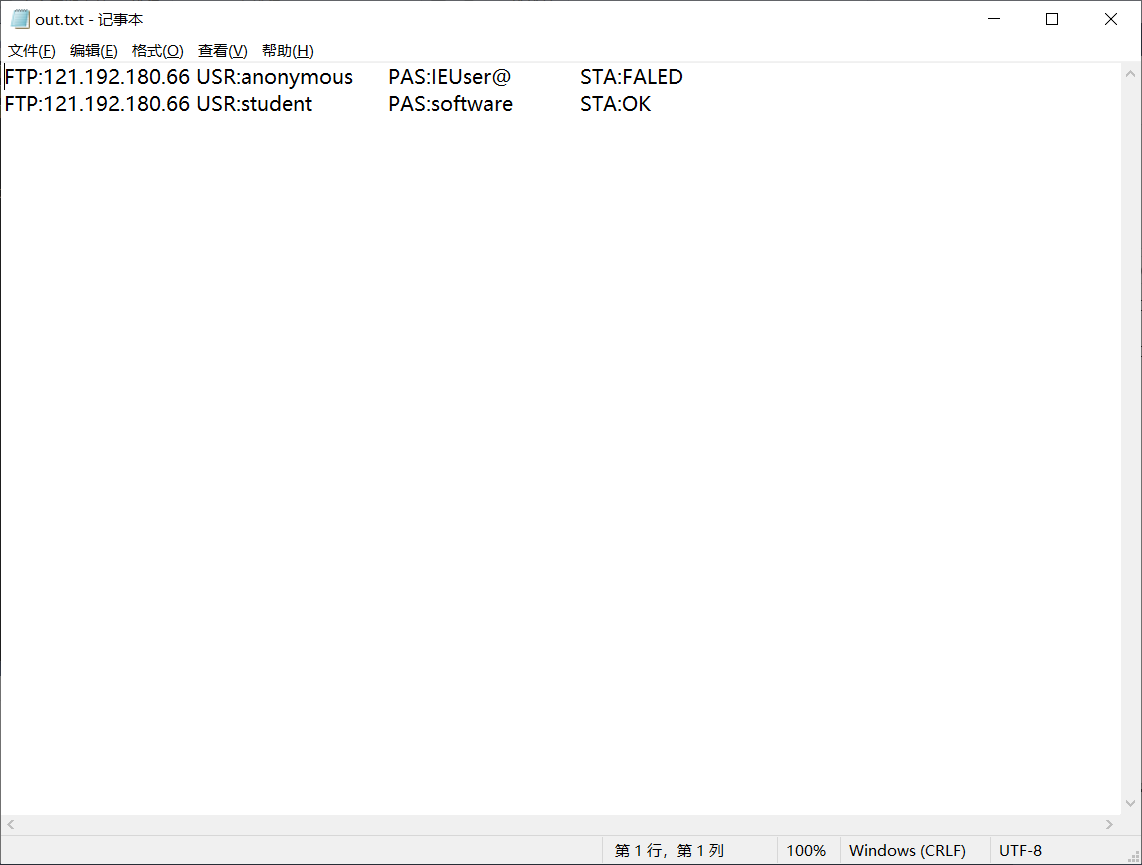 out.txt - 记事本
文件(F) 编辑(E) 格式(O) 查看(V) 帮助(H)
FTP:121.192.180.66 USR:anonymous PAS:IEUser@ STA:FALED
FTP:121.192.180.66 USR:student PAS:software STA:OK
第 1 行，第 1 列 100% Windows (CRLF) UTF-8